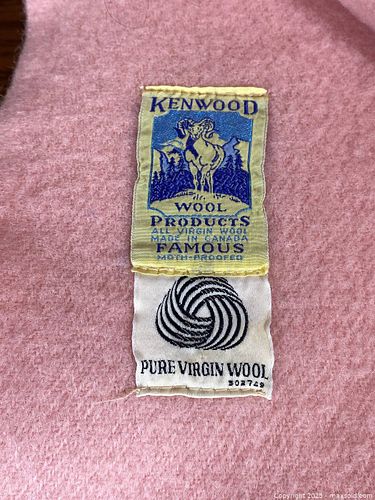 KENWOOD
WOOL
PRODUCTS
ALL VIRGIN WOOL
MADE IN CANADA
FAMOUS
MOTH-PROOFED
PURE VIRGIN WOOL
502749
Copyright 2025 - maxsold.com